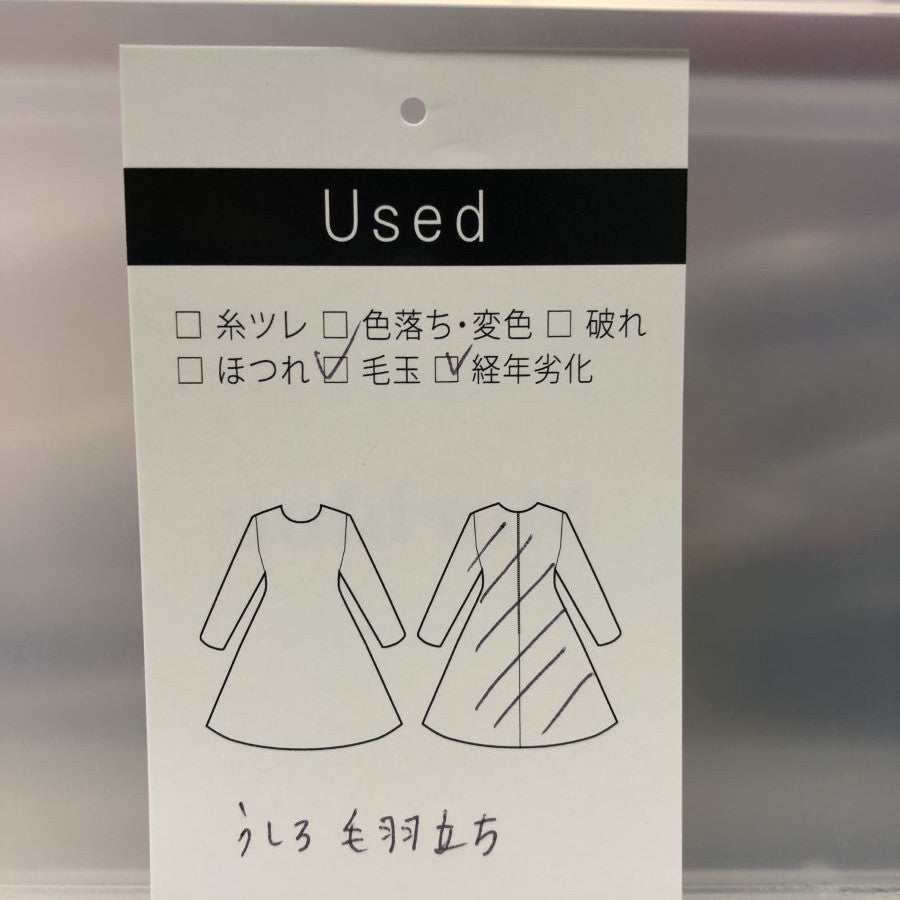 Used
□ 糸ツレ □ 色落ち・変色 □ 破れ
□ ほつれ ☑ 毛玉 ☑ 経年劣化
うしろ 毛羽立ち